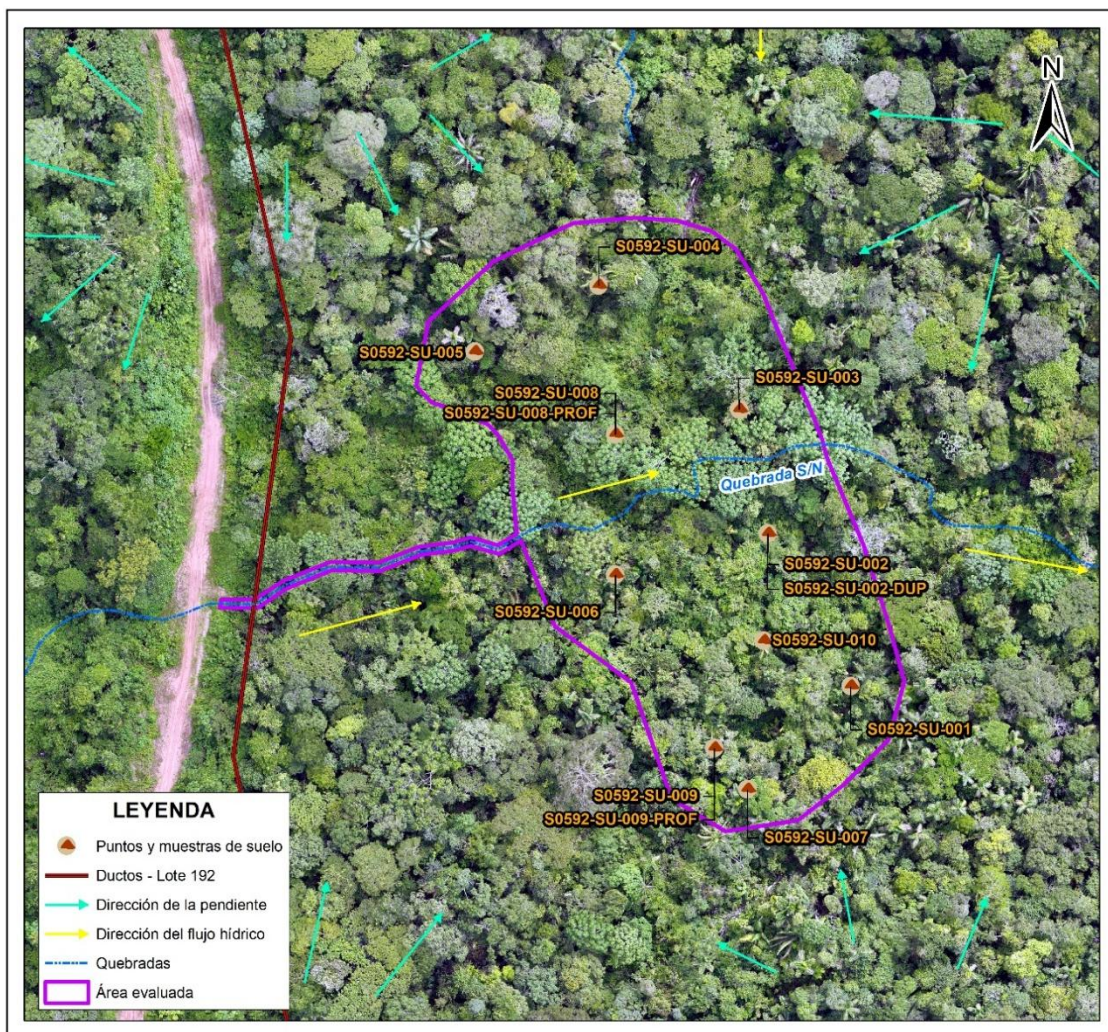 N
S0592-SU-004
S0592-SU-005
S0592-SU-008
S0592-SU-008-PROF
S0592-SU-003
Quebrada S/N
S0592-SU-002
S0592-SU-002-DUP
S0592-SU-006
S0592-SU-010
S0592-SU-001
S0592-SU-009
S0592-SU-009-PROF
S0592-SU-007
LEYENDA
Puntos y muestras de suelo
Ductos - Lote 192
Dirección de la pendiente
Dirección del flujo hídrico
Quebradas
Área evaluada